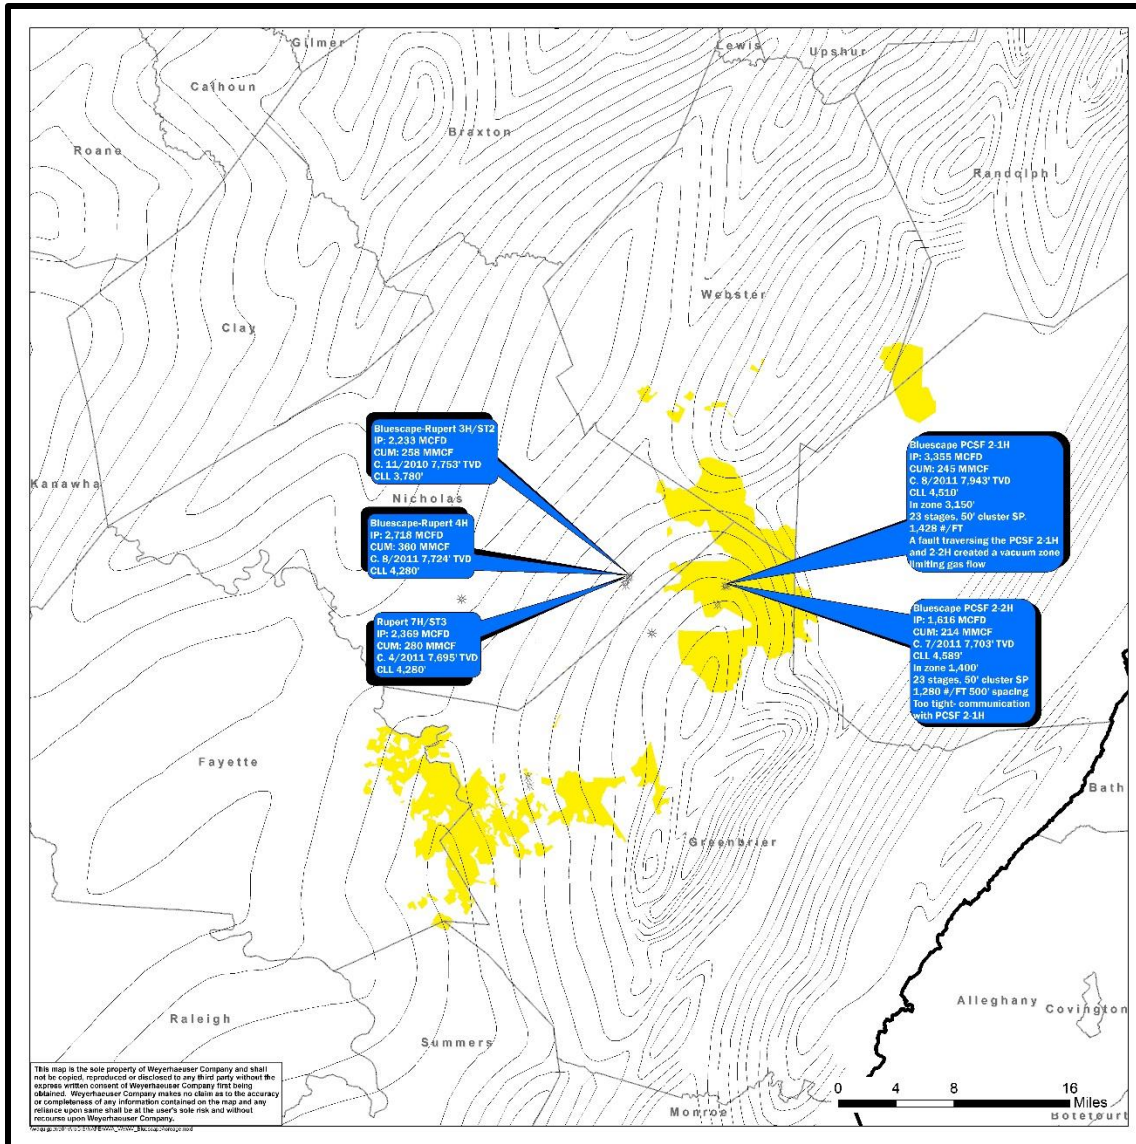 Gilmer
Lewis
Upshur
Calhoun
Braxton
Roane
Randolph
Webster
Clay
Bluescape-Rupert 3H/ST2
IP: 2,233 MCFD
CUM: 258 MMCF
C. 11/2010 7,753' TVD
CLL 3,780'
Kanawha
Nicholas
Bluescape-Rupert 4H
IP: 2,718 MCFD
CUM: 360 MMCF
C. 8/2011 7,724' TVD
CLL 4,280'
Rupert 7H/ST3
IP: 2,369 MCFD
CUM: 280 MMCF
C. 4/2011 7,695' TVD
CLL 4,280'
Bluescape PCSF 2-1H
IP: 3,355 MCFD
CUM: 245 MMCF
C. 8/2011 7,943' TVD
CLL 4,510'
In zone 3,150'
23 stages, 50' cluster SP.
1,428 #/FT
A fault traversing the PCSF 2-1H
and 2-2H created a vacuum zone
limiting gas flow
Bluescape PCSF 2-2H
IP: 1,616 MCFD
CUM: 214 MMCF
C. 7/2011 7,703' TVD
CLL 4,589'
In zone 1,400'
23 stages, 50' cluster SP
1,280 #/FT 500' spacing
Too tight- communication
with PCSF 2-1H
Fayette
Bath
Greenbrier
Alleghany
Covington
Raleigh
Summers
Monroe
Botetourt
0 4 8 16
Miles
This map is the sole property of Weyerhaeuser Company and shall
not be copied, reproduced or disclosed to any third party without the
express written consent of Weyerhaeuser Company first being
obtained. Weyerhaeuser Company makes no claim as to the accuracy
or completeness of any information contained on the map and any
reliance upon same shall be at the user's sole risk and without
recourse upon Weyerhaeuser Company.